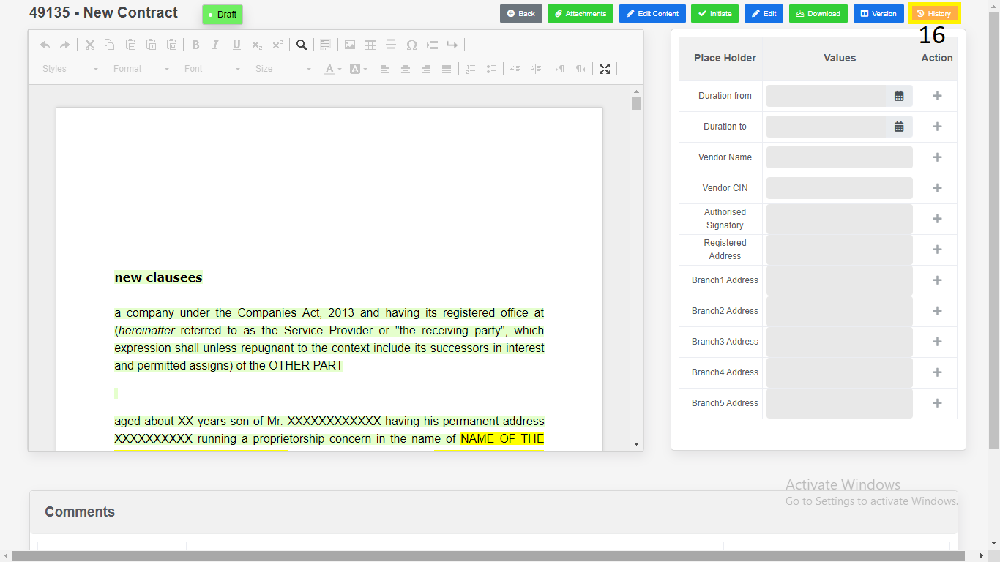 49135 - New Contract
Draft
Back
Attachments
Edit Content
Initiate
Edit
Download
Version
History
16
Styles
Format
Font
Size
new clausees
a company under the Companies Act, 2013 and having its registered office at
(hereinafter referred to as the Service Provider or "the receiving party", which
expression shall unless repugnant to the context include its successors in interest
and permitted assigns) of the OTHER PART
aged about XX years son of Mr. XXXXXXXXXXXX having his permanent address
XXXXXXXXXX running a proprietorship concern in the name of NAME OF THE
Place Holder Values Action
Duration from
Duration to
Vendor Name
Vendor CIN
Authorised
Signatory
Registered
Address
Branch1 Address
Branch2 Address
Branch3 Address
Branch4 Address
Branch5 Address
Activate Windows
Go to Settings to activate Windows.
Comments